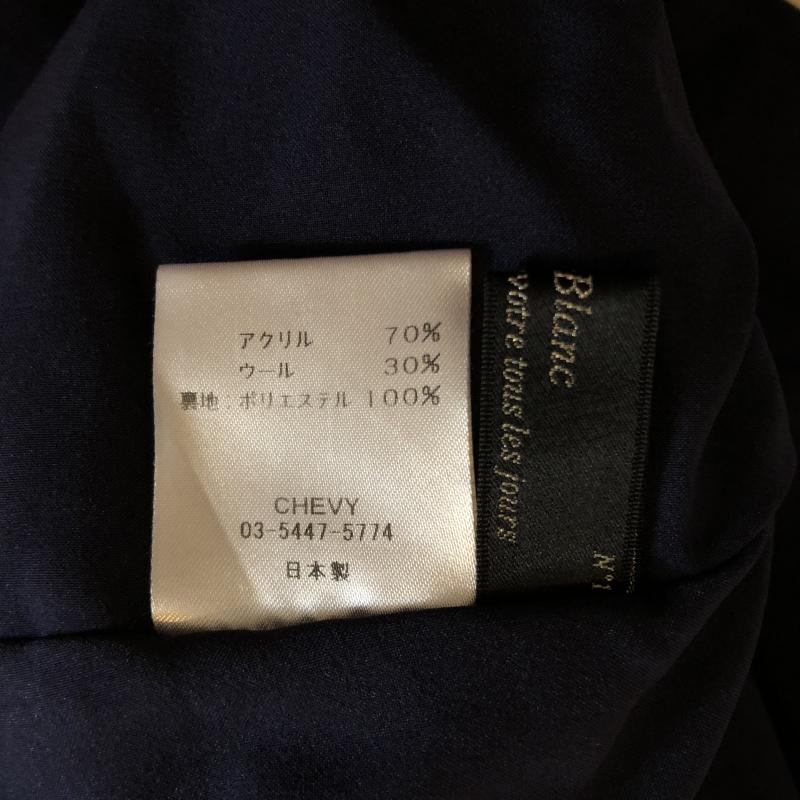 アクリル 70%
ウール 30%
裏地：ポリエステル 100%
CHEVY
03-5447-5774
日本製
Blanc
votre tous les jours
N°1